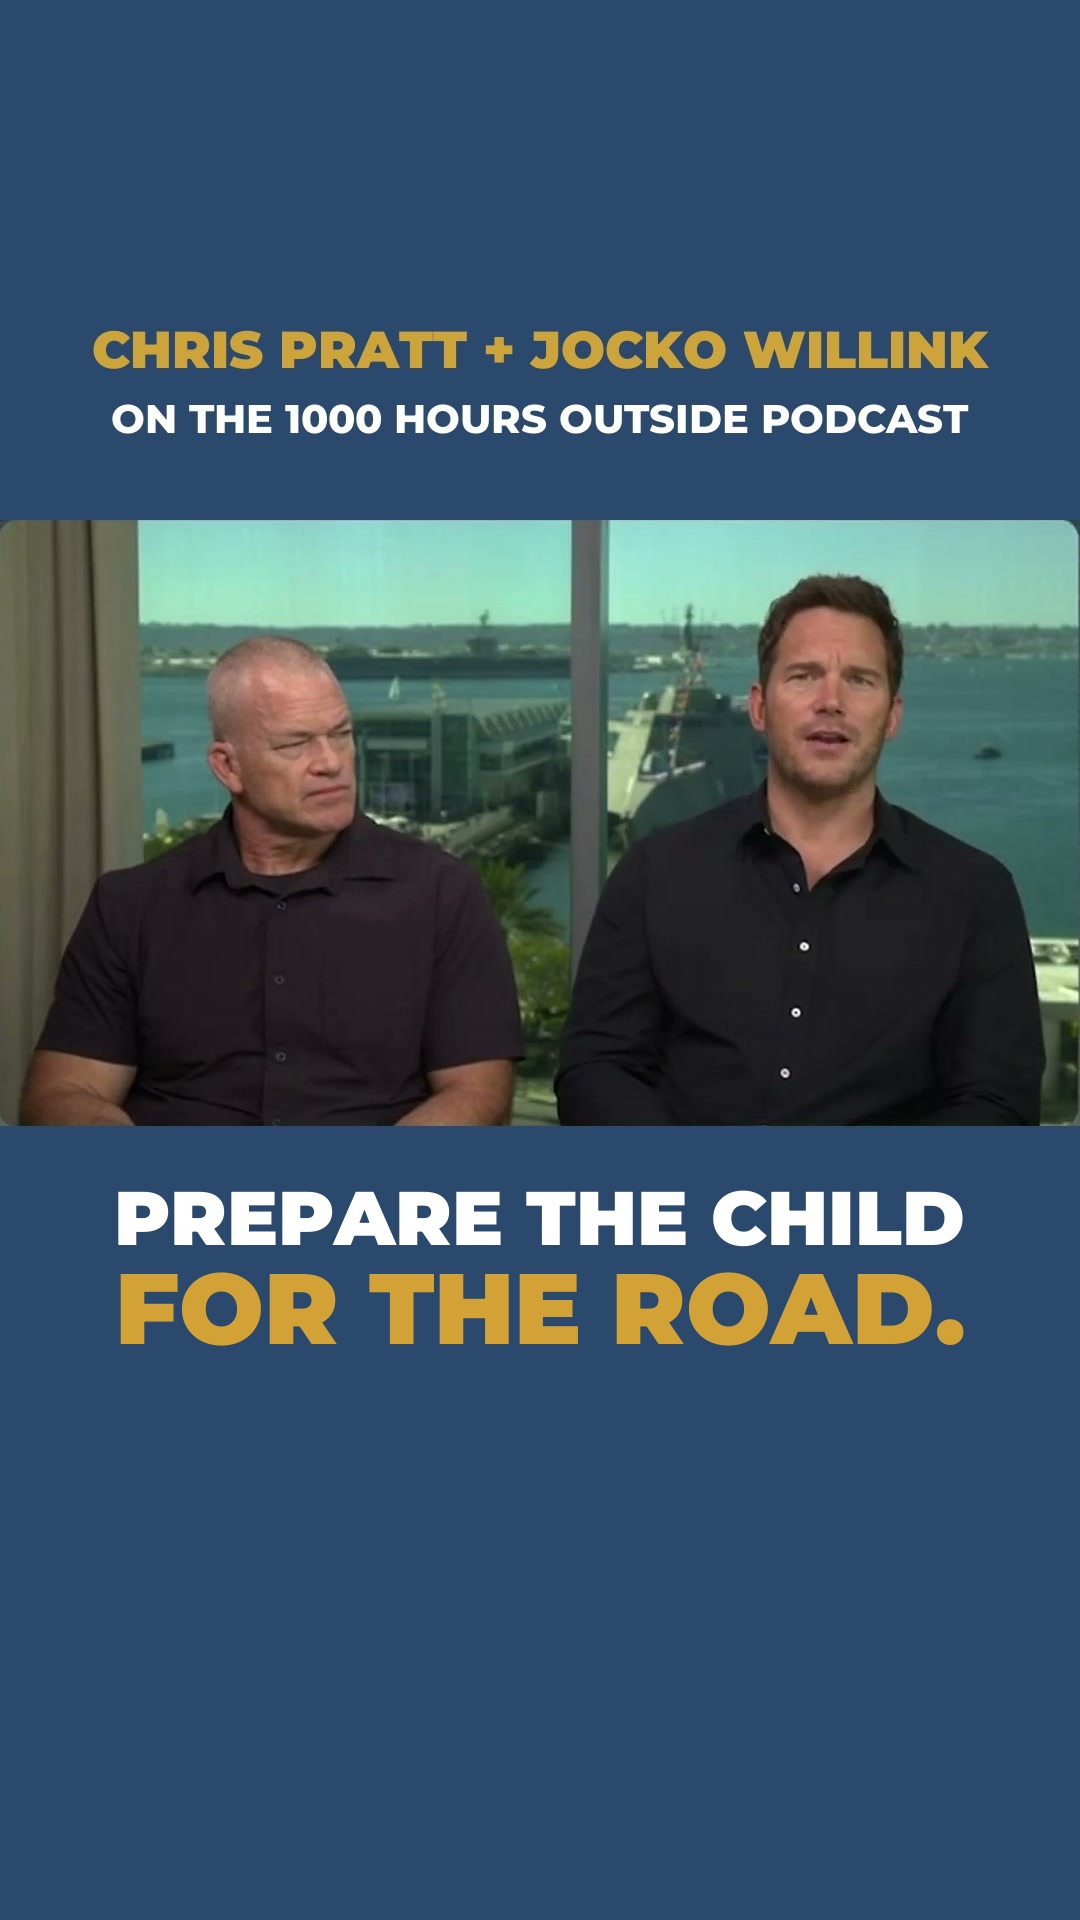 CHRIS PRATT + JOCKO WILLINK
ON THE 1000 HOURS OUTSIDE PODCAST
PREPARE THE CHILD
FOR THE ROAD.